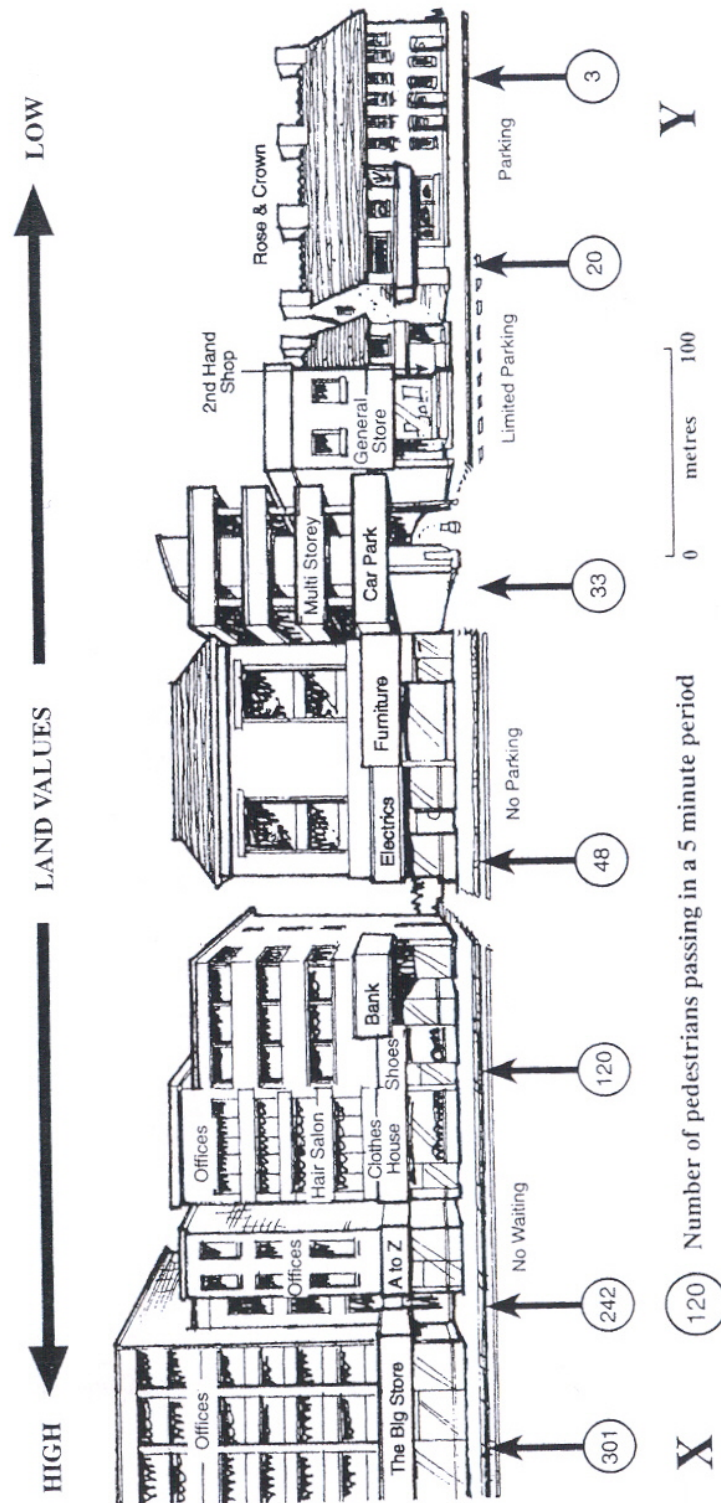 HIGH
LAND VALUES
LOW
Offices
The BIg Store
Offices
A to Z
Offices
Hair Salon
Clothes
House
Shoes
Bank
Electrics
Furniture
Multi Storey
Car Park
2nd Hand
Shop
General
Store
Rose & Crown
No Waiting
No Parking
Limited Parking
Parking
301
242
120
48
33
20
3
X
120 Number of pedestrians passing in a 5 minute period
0 metres 100
Y